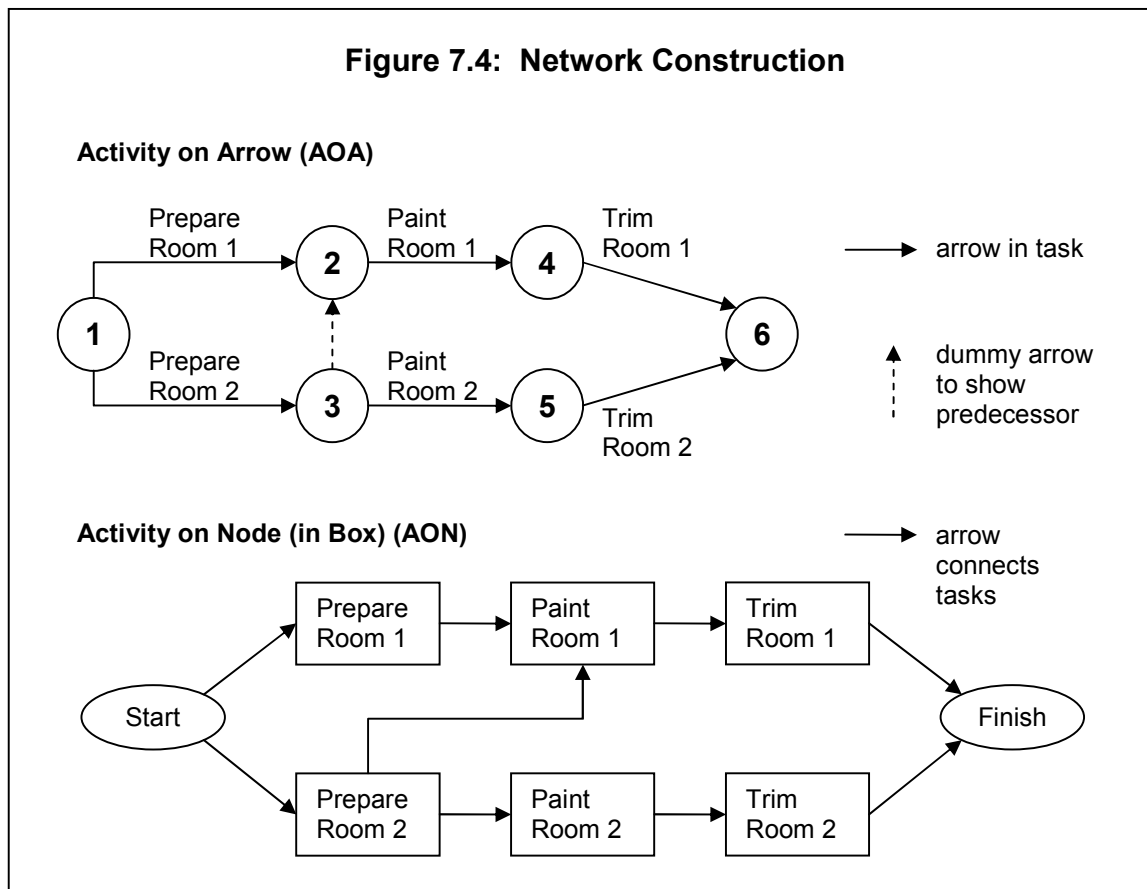 Figure 7.4: Network Construction
Activity on Arrow (AOA)
Prepare
Room 1
Paint
Room 1
Trim
Room 1
2
4
1
6
Prepare
Room 2
Paint
Room 2
3
5
Trim
Room 2
arrow in task
dummy arrow
to show
predecessor
Activity on Node (in Box) (AON)
arrow
connects
tasks
Prepare
Room 1
Paint
Room 1
Trim
Room 1
Start
Finish
Prepare
Room 2
Paint
Room 2
Trim
Room 2